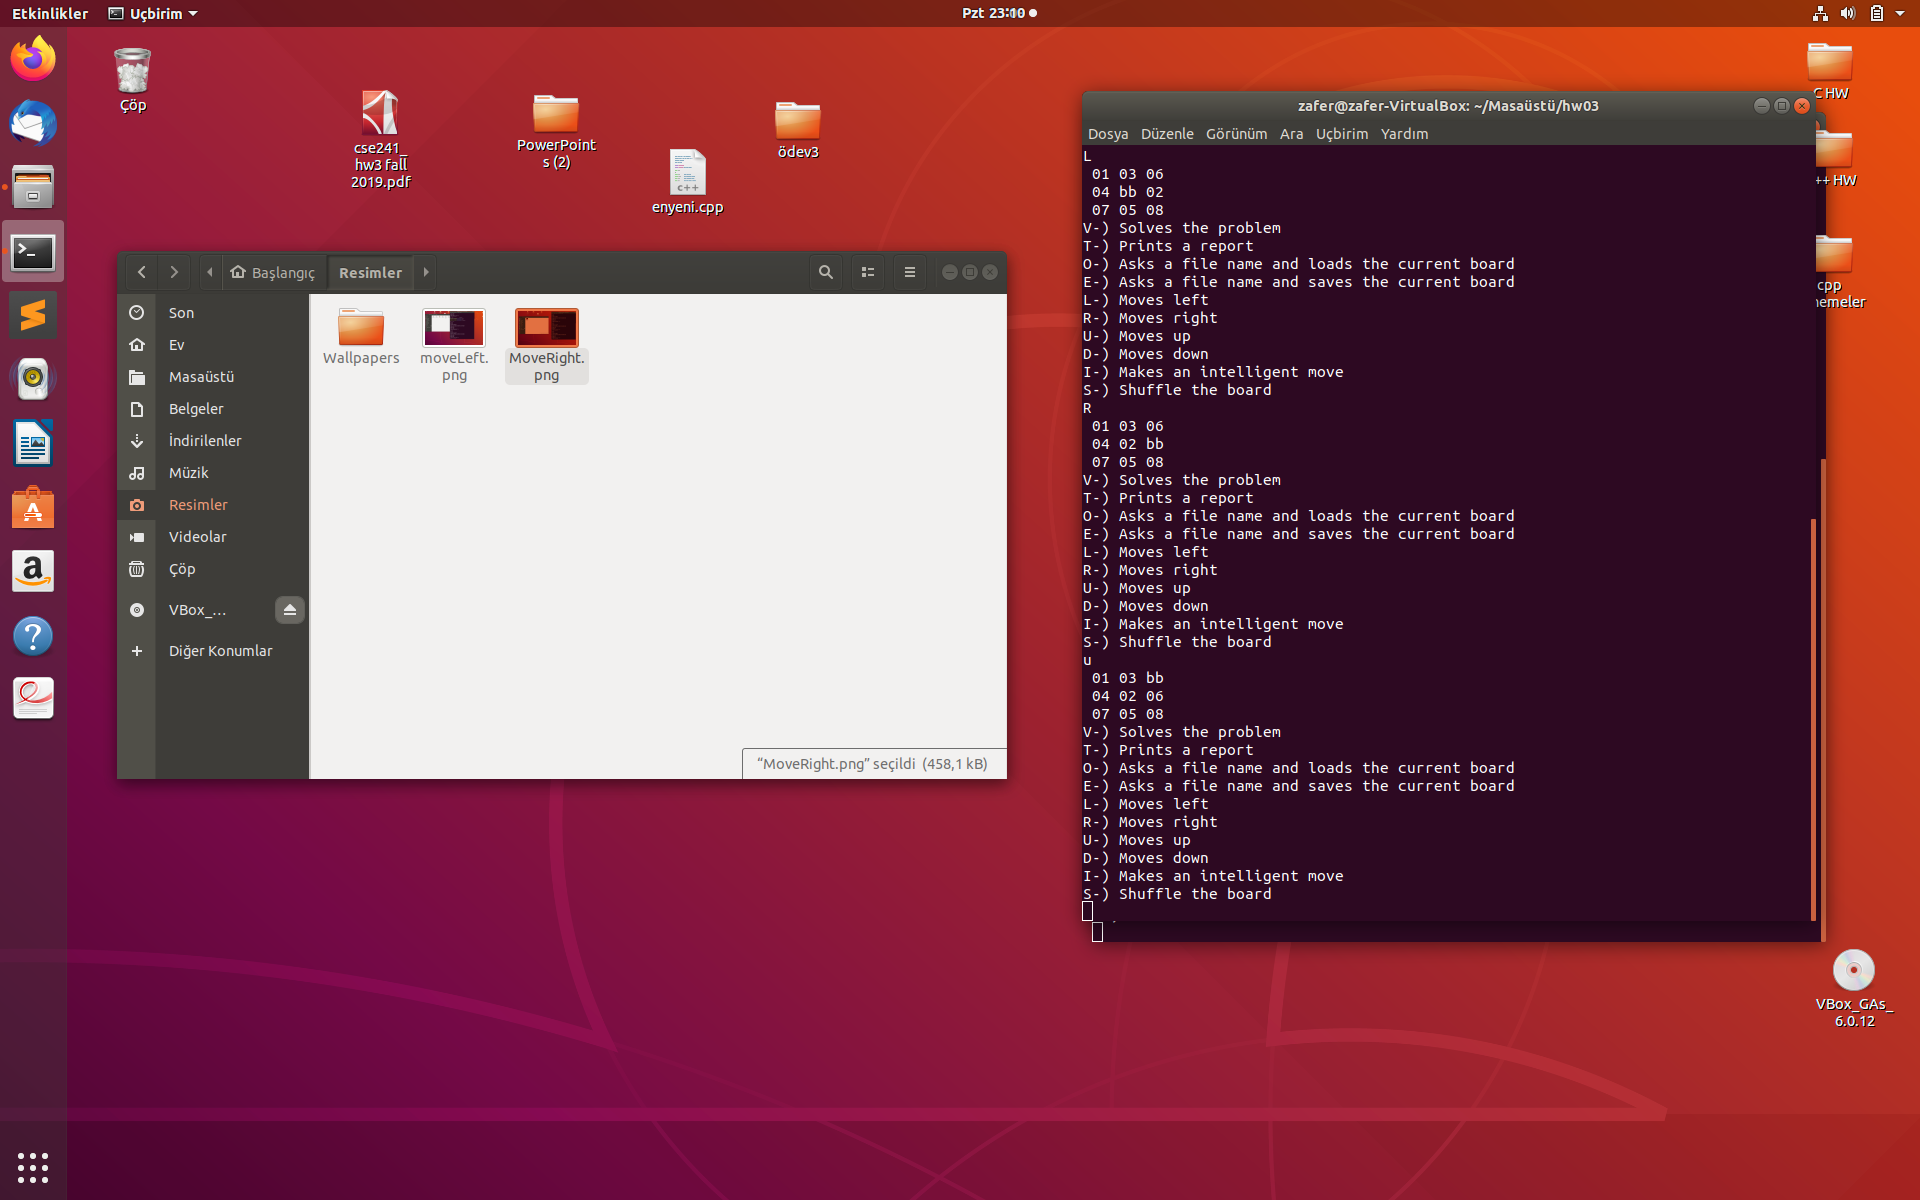 Etkinlikler
Uçbirim
Pzt 23:10
Çöp
cse241_
hw3 fall
2019.pdf
PowerPoint
s (2)
c++
enyeni.cpp
ödev3
C HW
++ HW
cpp
VBox_GAs_
6.0.12
Başlangıç
Resimler
Son
Ev
Masaüstü
Belgeler
İndirilenler
Müzik
Resimler
Videolar
Çöp
VBox_…
Diğer Konumlar
Wallpapers
moveLeft.
png
MoveRight.
png
“MoveRight.png” seçildi (458,1 kB)
zafer@zafer-VirtualBox: ~/Masaüstü/hw03
Dosya Düzenle Görünüm Ara Uçbirim Yardım
L
01 03 06
04 bb 02
07 05 08
V-) Solves the problem
T-) Prints a report
O-) Asks a file name and loads the current board
E-) Asks a file name and saves the current board
L-) Moves left
R-) Moves right
U-) Moves up
D-) Moves down
I-) Makes an intelligent move
S-) Shuffle the board
R
01 03 06
04 02 bb
07 05 08
V-) Solves the problem
T-) Prints a report
O-) Asks a file name and loads the current board
E-) Asks a file name and saves the current board
L-) Moves left
R-) Moves right
U-) Moves up
D-) Moves down
I-) Makes an intelligent move
S-) Shuffle the board
u
01 03 bb
04 02 06
07 05 08
V-) Solves the problem
T-) Prints a report
O-) Asks a file name and loads the current board
E-) Asks a file name and saves the current board
L-) Moves left
R-) Moves right
U-) Moves up
D-) Moves down
I-) Makes an intelligent move
S-) Shuffle the board